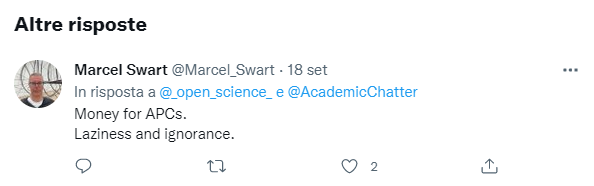 Altre risposte
Marcel Swart @Marcel_Swart · 18 set
In risposta a @_open_science_ e @AcademicChatter
Money for APCs.
Laziness and ignorance.
2